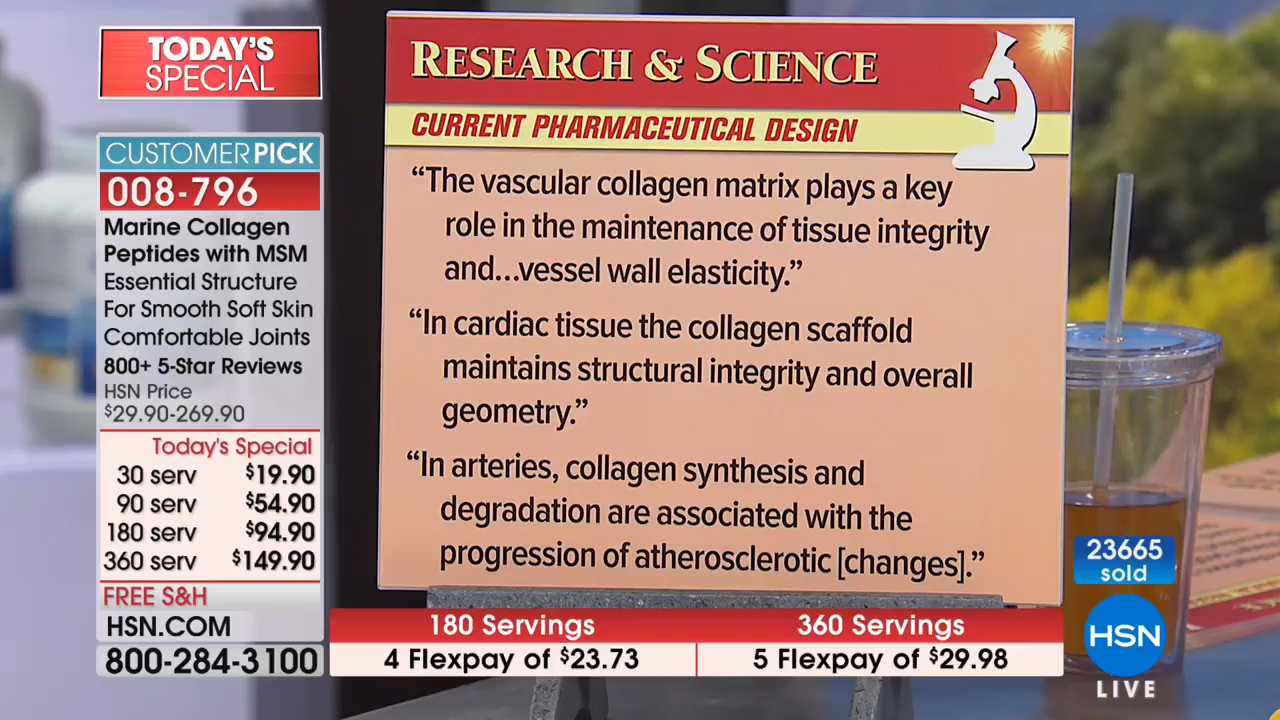 TODAY'S
SPECIAL
CUSTOMER PICK
008-796
Marine Collagen
Peptides with MSM
Essential Structure
For Smooth Soft Skin
Comfortable Joints
800+ 5-Star Reviews
HSN Price
$29.90-269.90
Today's Special
30 serv $19.90
90 serv $54.90
180 serv $94.90
360 serv $149.90
FREE S&H
HSN.COM
800-284-3100
RESEARCH & SCIENCE
CURRENT PHARMACEUTICAL DESIGN
“The vascular collagen matrix plays a key
role in the maintenance of tissue integrity
and...vessel wall elasticity.”
“In cardiac tissue the collagen scaffold
maintains structural integrity and overall
geometry.”
“In arteries, collagen synthesis and
degradation are associated with the
progression of atherosclerotic [changes].”
180 Servings
4 Flexpay of $23.73
360 Servings
5 Flexpay of $29.98
23665
sold
HSN
LIVE